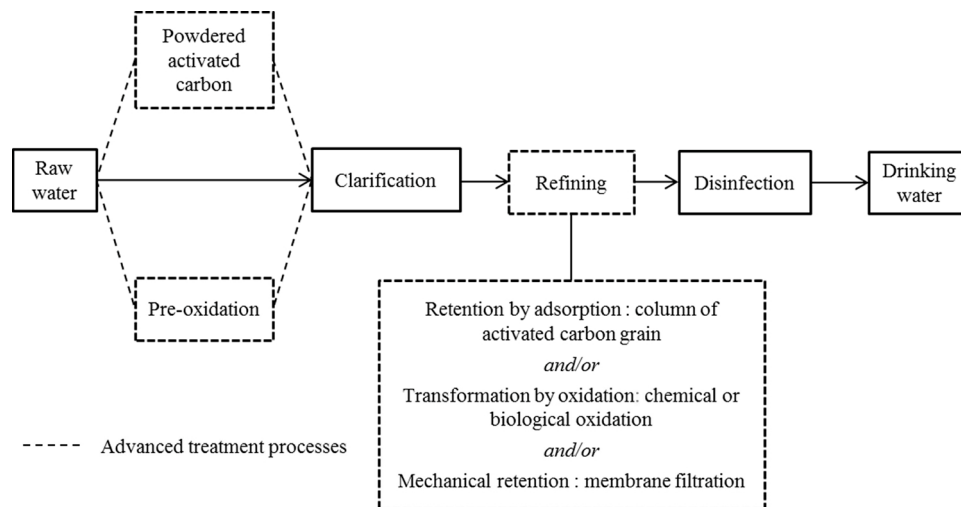 Powdered
activated
carbon
Raw
water
Clarification
Refining
Disinfection
Drinking
water
Pre-oxidation
Retention by adsorption : column of
activated carbon grain
and/or
Transformation by oxidation: chemical or
biological oxidation
and/or
Mechanical retention : membrane filtration
Advanced treatment processes